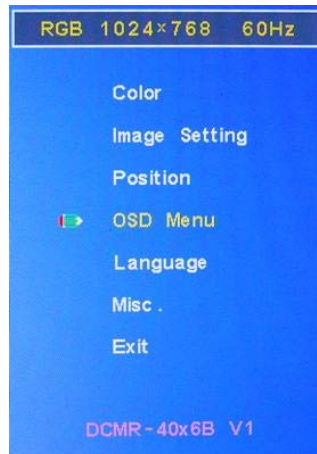 RGB 1024×768 60Hz
Color
Image Setting
Position
OSD Menu
Language
Misc.
Exit
DCMR-40x6B V1